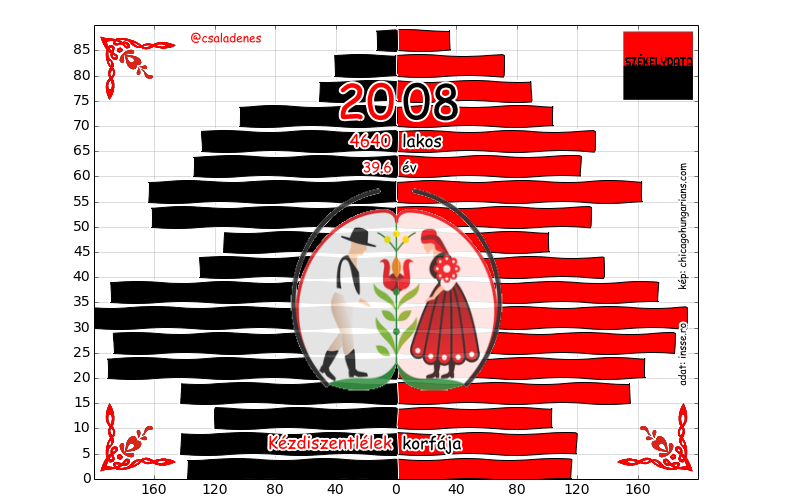 @csaladenes
SZÉKELYDATA
2008
4640 lakos
39.6 év
kép: chicagohungarians.com
adat: insse.ro
Kézdiszentlélek korfája
85
80
75
70
65
60
55
50
45
40
35
30
25
20
15
10
5
0
160 120 80 40 0 40 80 120 160